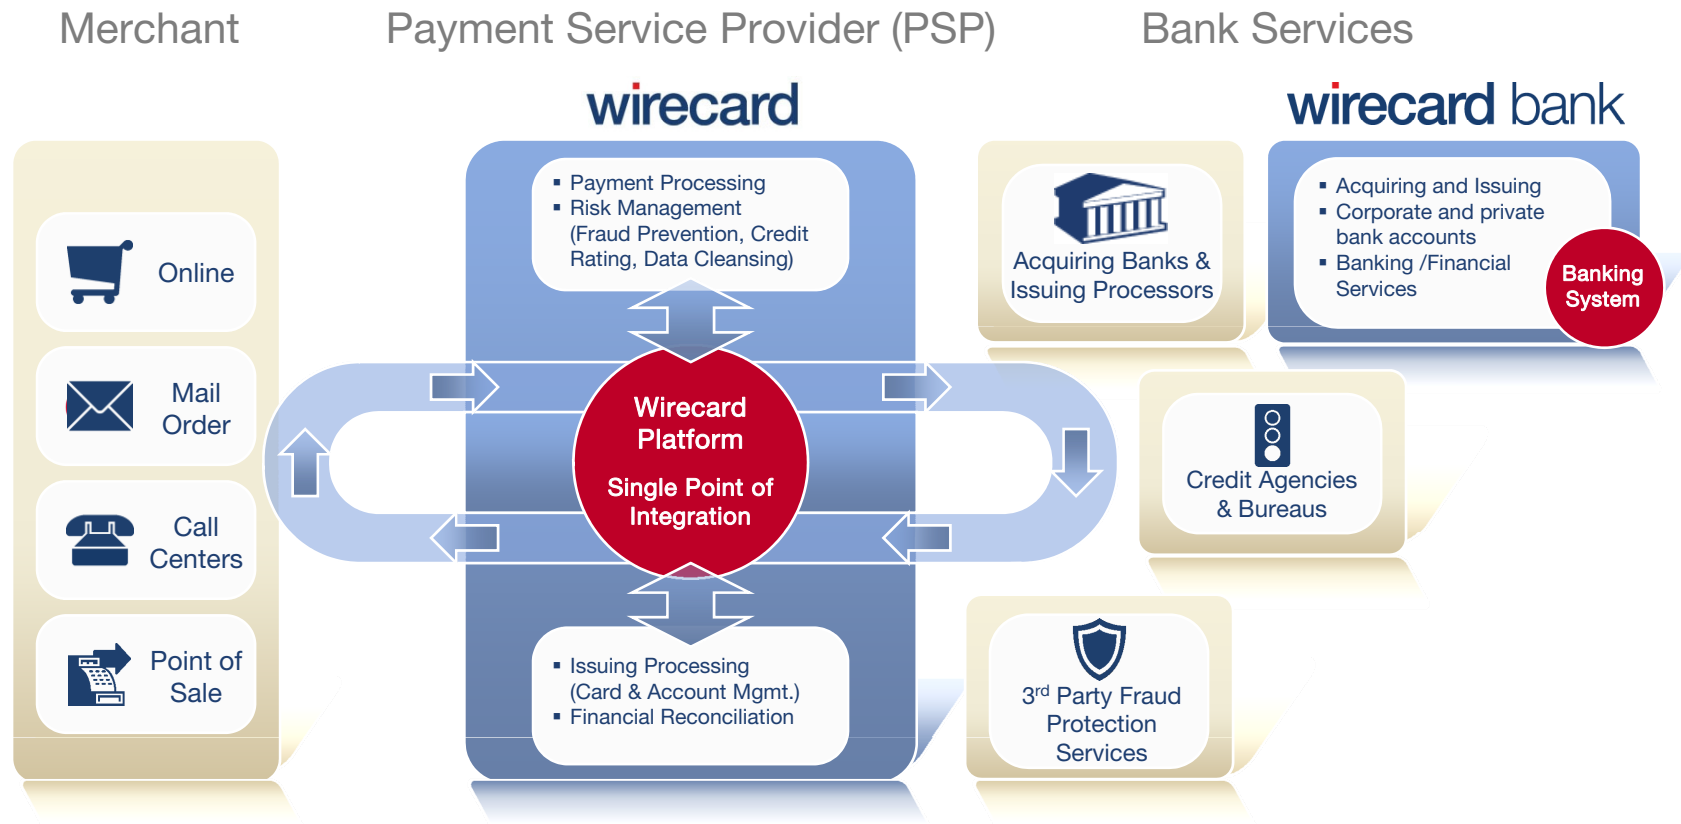 Merchant
Payment Service Provider (PSP)
Bank Services
wirecard
wirecard bank
Online
Mail
Order
Call
Centers
Point of
Sale
▪ Payment Processing
▪ Risk Management
(Fraud Prevention, Credit
Rating, Data Cleansing)
Wirecard
Platform
Single Point of
Integration
▪ Issuing Processing
(Card & Account Mgmt.)
▪ Financial Reconciliation
Acquiring Banks &
Issuing Processors
▪ Acquiring and Issuing
▪ Corporate and private
bank accounts
▪ Banking /Financial
Services
Banking
System
Credit Agencies
& Bureaus
3rd Party Fraud
Protection
Services